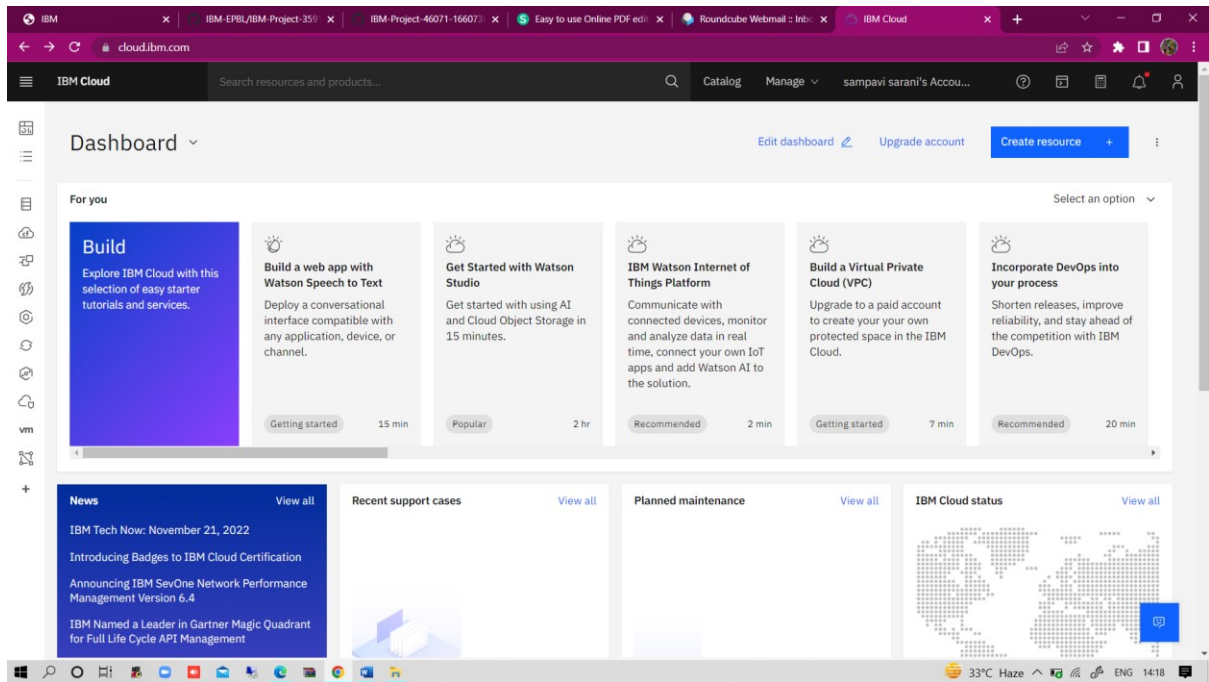 IBM
IBM-EPBL/IBM-Project-359
IBM-Project-46071-166073
Easy to use Online PDF edit
Roundcube Webmail :: Inbo
IBM Cloud
cloud.ibm.com
IBM Cloud
Search resources and products...
Catalog
Manage
sampavi sarani's Accou...
Dashboard
Edit dashboard
Upgrade account
Create resource +
For you
Select an option
Build
Explore IBM Cloud with this
selection of easy starter
tutorials and services.
Build a web app with
Watson Speech to Text
Deploy a conversational
interface compatible with
any application, device, or
channel.
Getting started 15 min
Get Started with Watson
Studio
Get started with using AI
and Cloud Object Storage in
15 minutes.
Popular 2 hr
IBM Watson Internet of
Things Platform
Communicate with
connected devices, monitor
and analyze data in real
time, connect your own IoT
apps and add Watson AI to
the solution.
Recommended 2 min
Build a Virtual Private
Cloud (VPC)
Upgrade to a paid account
to create your your own
protected space in the IBM
Cloud.
Getting started 7 min
Incorporate DevOps into
your process
Shorten releases, improve
reliability, and stay ahead of
the competition with IBM
DevOps.
Recommended 20 min
vm
News View all
IBM Tech Now: November 21, 2022
Introducing Badges to IBM Cloud Certification
Announcing IBM SevOne Network Performance
Management Version 6.4
IBM Named a Leader in Gartner Magic Quadrant
for Full Life Cycle API Management
Recent support cases View all
Planned maintenance View all
IBM Cloud status View all
33°C Haze
ENG 14:18